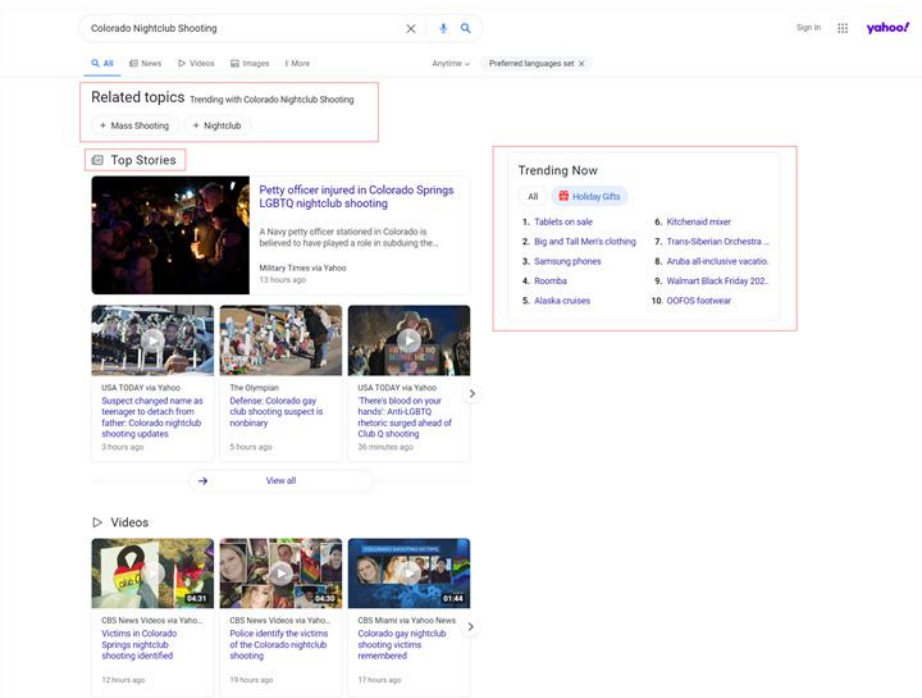 Colorado Nightclub Shooting
Sign In
yahoo!
All News Videos Images More
Anytime
Preferred languages set
Related topics Trending with Colorado Nightclub Shooting
+ Mass Shooting + Nightclub
Top Stories
Petty officer injured in Colorado Springs
LGBTQ nightclub shooting
A Navy petty officer stationed in Colorado is
believed to have played a role in subduing the...
Military Times via Yahoo
13 hours ago
USA TODAY via Yahoo
Suspect changed name as
teenager to detach from
father: Colorado nightclub
shooting updates
3 hours ago
The Olympian
Defense: Colorado gay
club shooting suspect is
nonbinary
5 hours ago
USA TODAY via Yahoo
'There's blood on your
hands': Anti-LGBTQ
rhetoric surged ahead of
Club Q shooting
36 minutes ago
View all
Videos
04:31
CBS News Videos via Yaho...
Victims in Colorado
Springs nightclub
shooting identified
12 hours ago
04:30
CBS News Videos via Yaho...
Police identify the victims
of the Colorado nightclub
shooting
19 hours ago
COLORADO SHOOTING VICTIMS
01:44
CBS Miami via Yahoo News
Colorado gay nightclub
shooting victims
remembered
17 hours ago
Trending Now
All Holiday Gifts
1. Tablets on sale
2. Big and Tall Men's clothing
3. Samsung phones
4. Roomba
5. Alaska cruises
6. Kitchenaid mixer
7. Trans-Siberian Orchestra ...
8. Aruba all-inclusive vacatio.
9. Walmart Black Friday 202..
10. OOFOS footwear